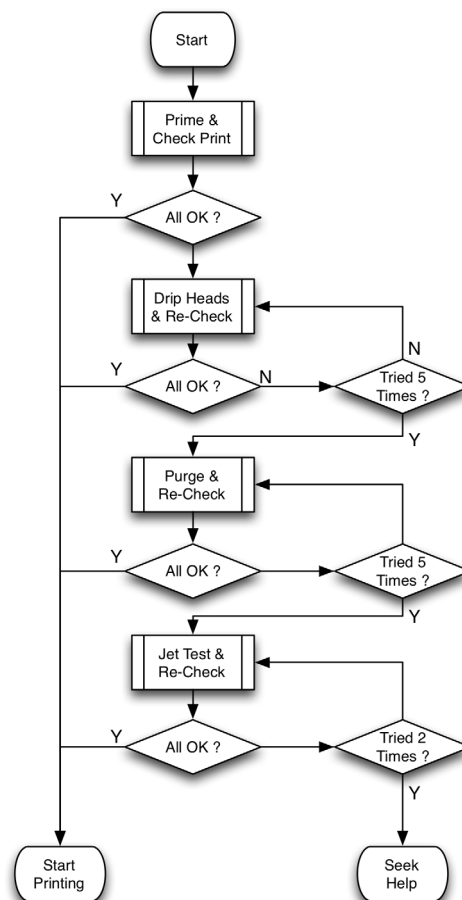 Start
Prime &
Check Print
Y
All OK ?
Drip Heads
& Re-Check
N
Y
All OK ?
N
Tried 5
Times ?
Y
Purge &
Re-Check
Y
All OK ?
Tried 5
Times ?
Y
Jet Test &
Re-Check
Y
All OK ?
Tried 2
Times ?
Y
Start
Printing
Seek
Help